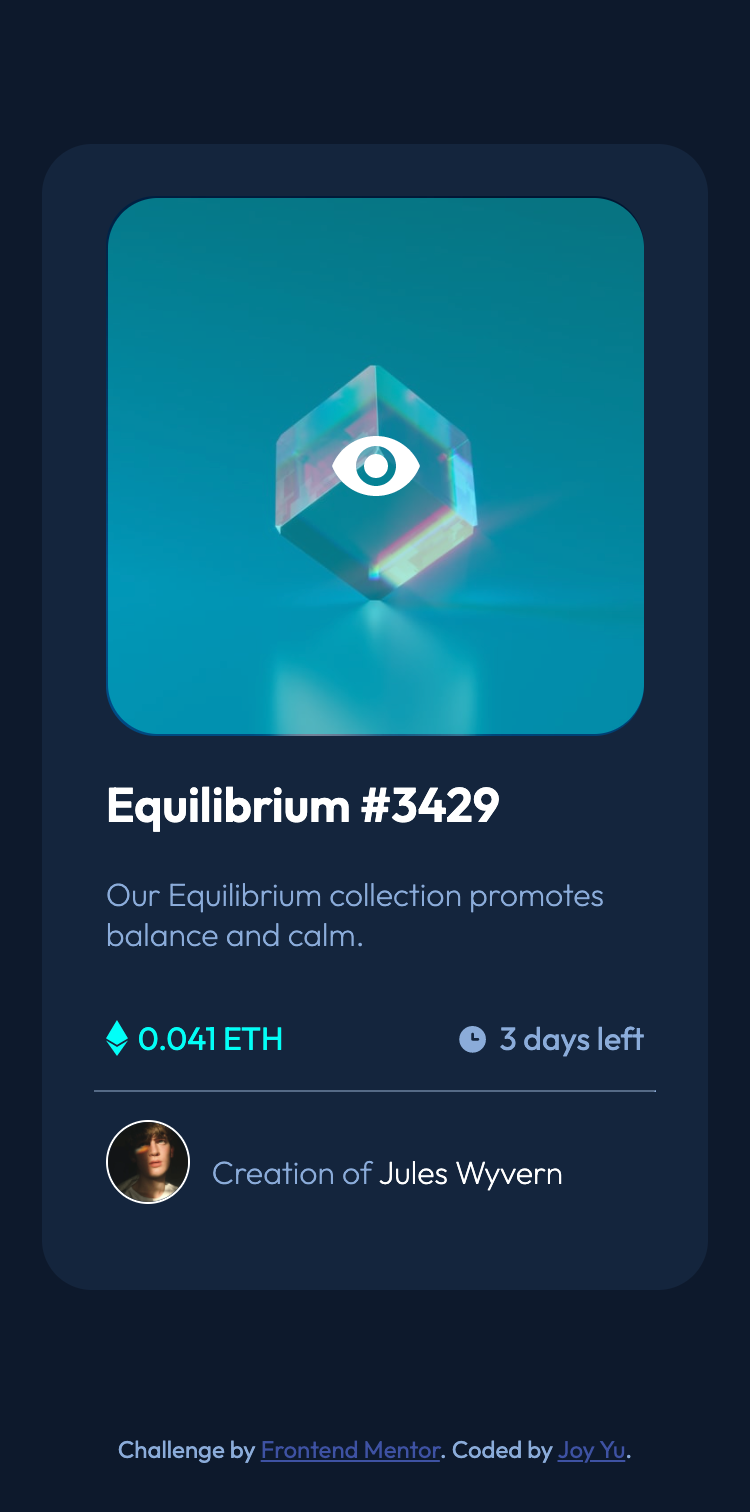 Equilibrium #3429
Our Equilibrium collection promotes
balance and calm.
0.041 ETH
3 days left
Creation of Jules Wyvern
Challenge by Frontend Mentor. Coded by Joy Yu.